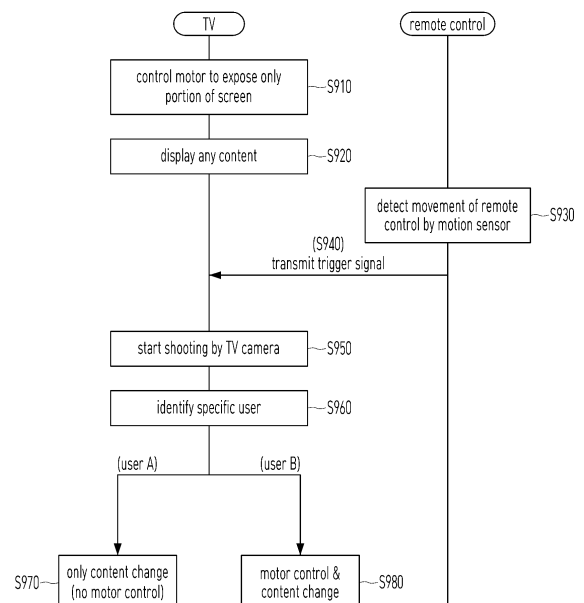 TV
remote control
control motor to expose only
portion of screen
S910
display any content
S920
detect movement of remote
control by motion sensor
S930
(S940)
transmit trigger signal
start shooting by TV camera
S950
identify specific user
S960
(user A)
(user B)
S970
only content change
(no motor control)
motor control &
content change
S980